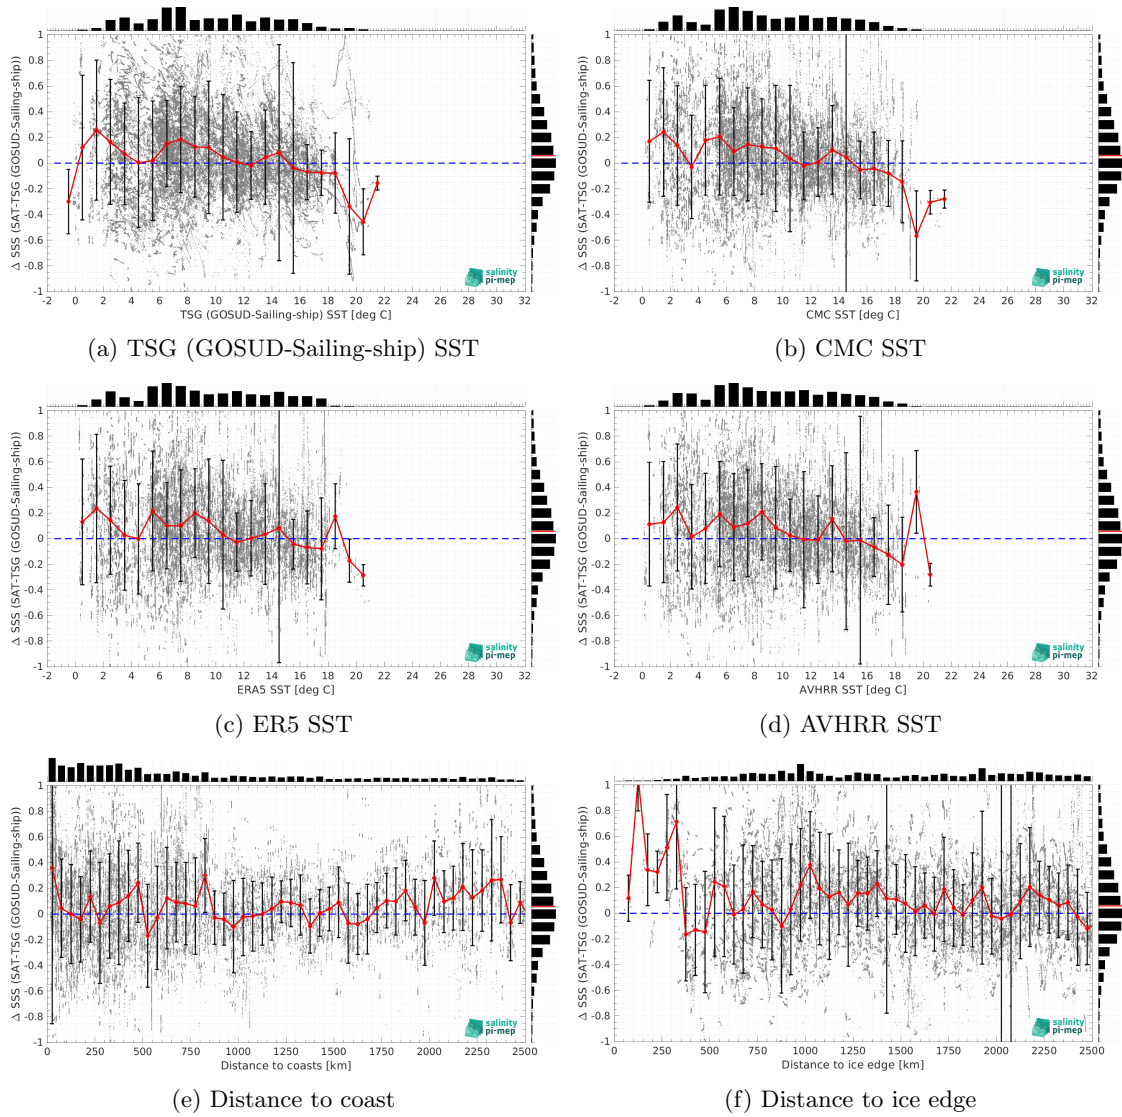 1
0.8
0.6
0.4
0.2
0
-0.2
-0.4
-0.6
-0.8
-1
Δ SSS (SAT-TSG (GOSUD-Sailing-ship))
salinity
pi-mep
-2 0 2 4 6 8 10 12 14 16 18 20 22 24 26 28 30 32
TSG (GOSUD-Sailing-ship) SST [deg C]
(a) TSG (GOSUD-Sailing-ship) SST
1
0.8
0.6
0.4
0.2
0
-0.2
-0.4
-0.6
-0.8
-1
Δ SSS (SAT-TSG (GOSUD-Sailing-ship))
salinity
pi-mep
-2 0 2 4 6 8 10 12 14 16 18 20 22 24 26 28 30 32
CMC SST [deg C]
(b) CMC SST
1
0.8
0.6
0.4
0.2
0
-0.2
-0.4
-0.6
-0.8
-1
Δ SSS (SAT-TSG (GOSUD-Sailing-ship))
salinity
pi-mep
-2 0 2 4 6 8 10 12 14 16 18 20 22 24 26 28 30 32
ERA5 SST [deg C]
(c) ER5 SST
1
0.8
0.6
0.4
0.2
0
-0.2
-0.4
-0.6
-0.8
-1
Δ SSS (SAT-TSG (GOSUD-Sailing-ship))
salinity
pi-mep
-2 0 2 4 6 8 10 12 14 16 18 20 22 24 26 28 30 32
AVHRR SST [deg C]
(d) AVHRR SST
1
0.8
0.6
0.4
0.2
0
-0.2
-0.4
-0.6
-0.8
-1
Δ SSS (SAT-TSG (GOSUD-Sailing-ship))
salinity
pi-mep
0 250 500 750 1000 1250 1500 1750 2000 2250 2500
Distance to coasts [km]
(e) Distance to coast
1
0.8
0.6
0.4
0.2
0
-0.2
-0.4
-0.6
-0.8
-1
Δ SSS (SAT-TSG (GOSUD-Sailing-ship))
salinity
pi-mep
0 250 500 750 1000 1250 1500 1750 2000 2250 2500
Distance to ice edge [km]
(f) Distance to ice edge